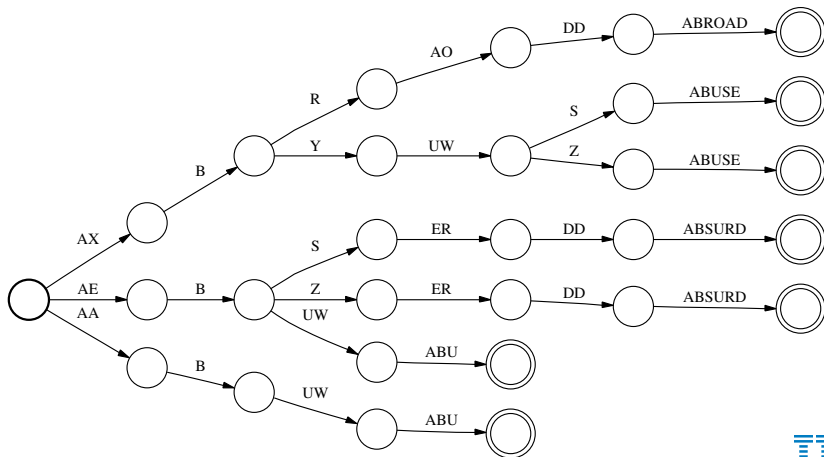 AX B R AO DD ABROAD
Y UW S ABUSE
Z ABUSE
AE B S ER DD ABSURD
Z ER DD ABSURD
UW ABU
AA B UW ABU